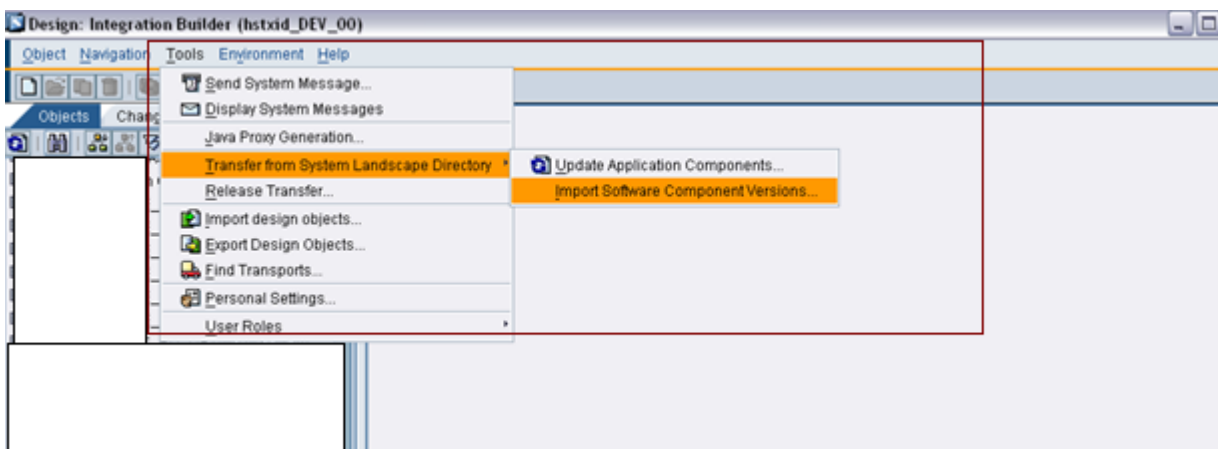 Design: Integration Builder (hstxid_DEV_00)
Object Navigation Tools Environment Help
Send System Message...
Display System Messages
Objects
Java Proxy Generation...
Transfer from System Landscape Directory
Update Application Components...
Release Transfer...
Import Software Component Versions...
Import design objects...
Export Design Objects...
Find Transports...
Personal Settings...
User Roles